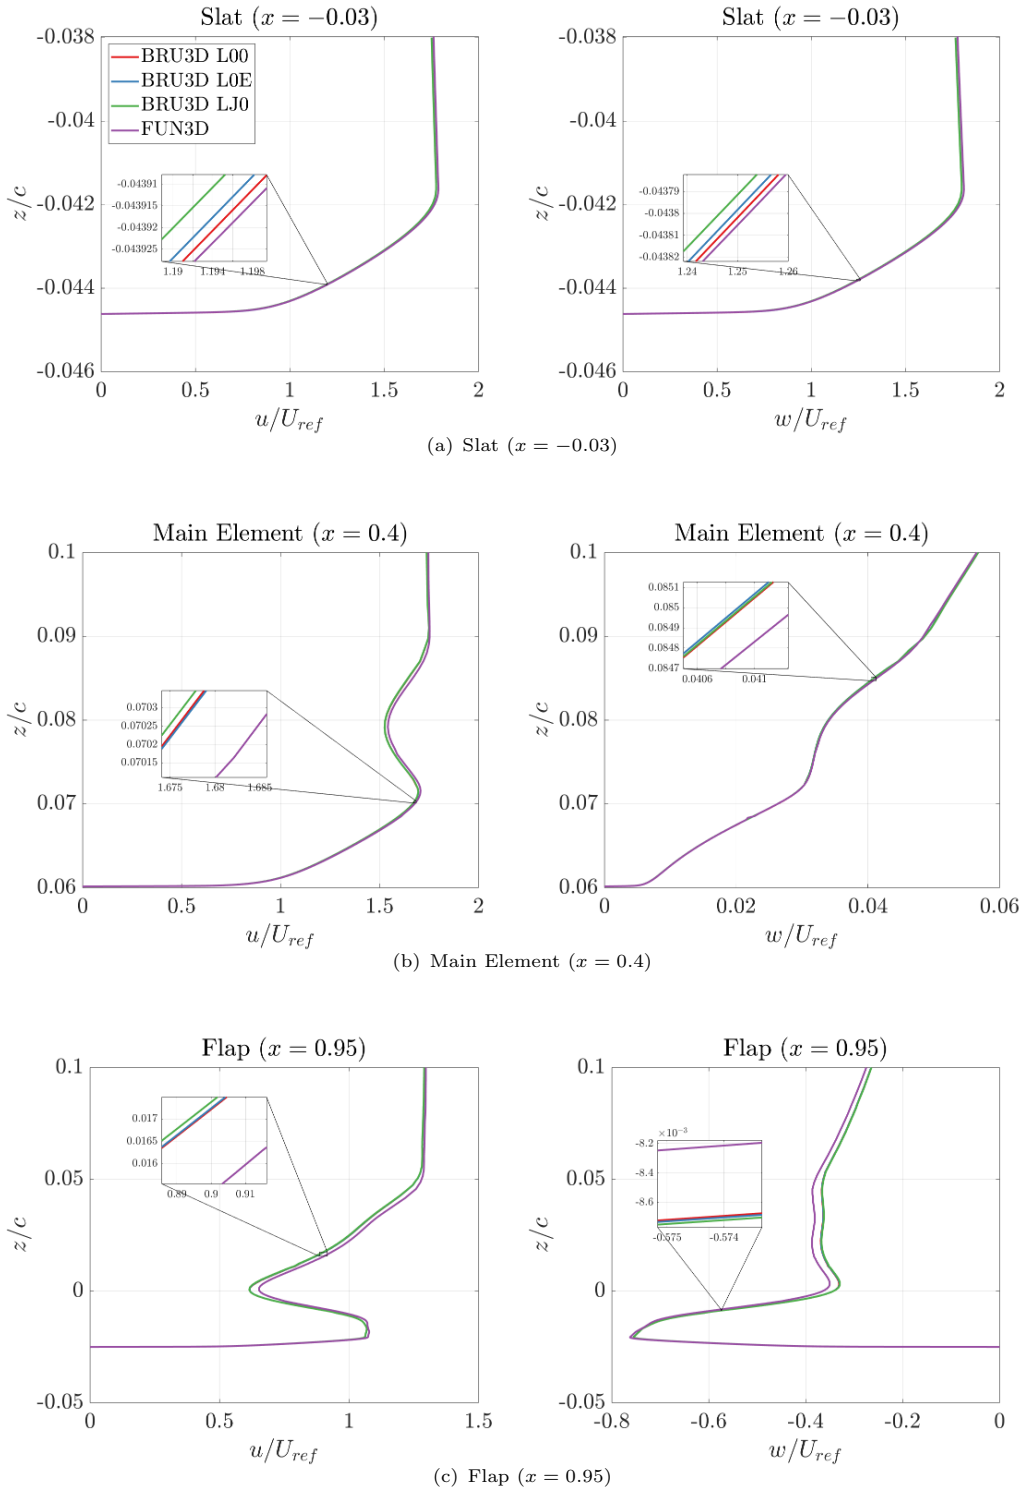 Slat (x = −0.03)
-0.038
-0.04
-0.042
-0.044
-0.046
z/c
BRU3D L00
BRU3D L0E
BRU3D LJ0
FUN3D
-0.04391
-0.043915
-0.04392
-0.043925
1.19 1.194 1.198
0 0.5 1 1.5 2
u/U_ref
Slat (x = −0.03)
-0.038
-0.04
-0.042
-0.044
-0.046
z/c
-0.04379
-0.0438
-0.04381
-0.04382
1.24 1.25 1.26
0 0.5 1 1.5 2
w/U_ref
(a) Slat (x = −0.03)
Main Element (x = 0.4)
0.1
0.09
0.08
0.07
0.06
z/c
0.0703
0.07025
0.0702
0.07015
1.675 1.68 1.685
0 0.5 1 1.5 2
u/U_ref
Main Element (x = 0.4)
0.1
0.09
0.08
0.07
0.06
z/c
0.0851
0.085
0.0849
0.0848
0.0847
0.0406 0.041
0 0.02 0.04 0.06
w/U_ref
(b) Main Element (x = 0.4)
Flap (x = 0.95)
0.1
0.05
0
-0.05
z/c
0.017
0.0165
0.016
0.89 0.9 0.91
0 0.5 1 1.5
u/U_ref
Flap (x = 0.95)
0.1
0.05
0
-0.05
z/c
×10⁻³
-8.2
-8.4
-8.6
-0.575 -0.574
-0.8 -0.6 -0.4 -0.2 0
w/U_ref
(c) Flap (x = 0.95)